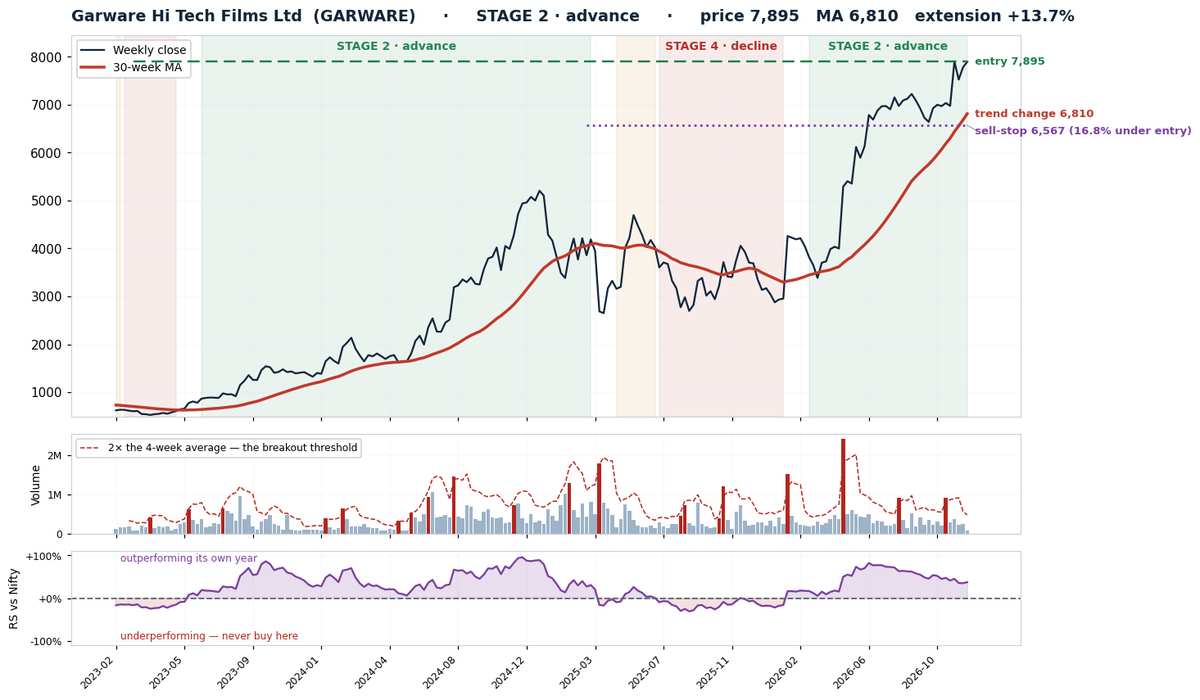 Garware Hi Tech Films Ltd  (GARWARE)     ·     STAGE 2 · advance     ·     price 7,895   MA 6,810   extension +13.7%
STAGE 2 · advance
STAGE 4 · decline
STAGE 2 · advance
Weekly close
30-week MA
8000
7000
6000
5000
4000
3000
2000
1000
entry 7,895
trend change 6,810
sell-stop 6,567 (16.8% under entry)
2× the 4-week average — the breakout threshold
Volume
2M
1M
0
RS vs Nifty
+100%
+0%
-100%
outperforming its own year
underperforming — never buy here
2023-02
2023-05
2023-09
2024-01
2024-04
2024-08
2024-12
2025-03
2025-07
2025-11
2026-02
2026-06
2026-10